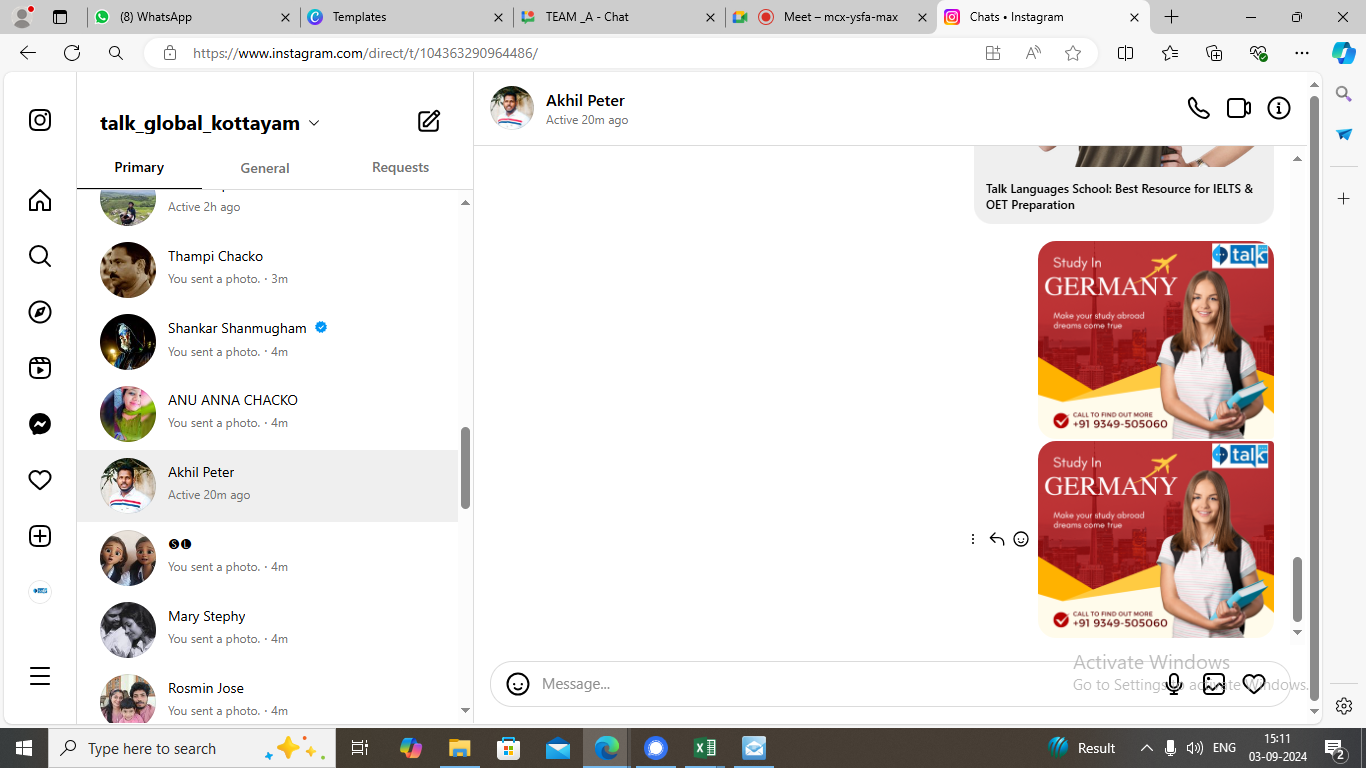 (8) WhatsApp
Templates
TEAM _A - Chat
Meet – mcx-ysfa-max
Chats • Instagram
https://www.instagram.com/direct/t/104363290964486/
talk_global_kottayam
Primary
General
Requests
Active 2h ago
Thampi Chacko
You sent a photo. · 3m
Shankar Shanmugham
You sent a photo. · 4m
ANU ANNA CHACKO
You sent a photo. · 4m
Akhil Peter
Active 20m ago
🅢🅛
You sent a photo. · 4m
Mary Stephy
You sent a photo. · 4m
Rosmin Jose
You sent a photo. · 4m
Akhil Peter
Active 20m ago
Talk Languages School: Best Resource for IELTS &
OET Preparation
talk
Study In
GERMANY
Make your study abroad
dreams come true
CALL TO FIND OUT MORE
+91 9349-505060
talk
Study In
GERMANY
Make your study abroad
dreams come true
CALL TO FIND OUT MORE
+91 9349-505060
Message...
Activate Windows
Go to Settings to activate Windows.
Type here to search
Result
ENG
15:11
03-09-2024
2